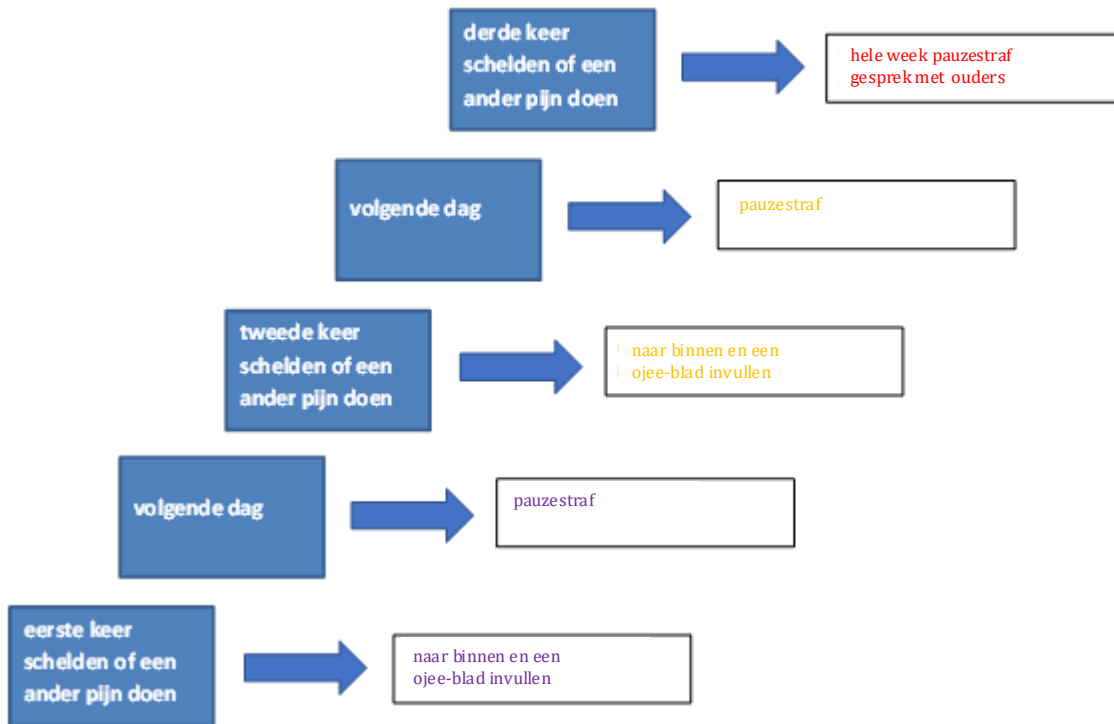 derde keer
schelden of een
ander pijn doen
hele week pauzestraf
gesprek met ouders
volgende dag
pauzestraf
tweede keer
schelden of een
ander pijn doen
naar binnen en een
ojee-blad invullen
volgende dag
pauzestraf
eerste keer
schelden of een
ander pijn doen
naar binnen en een
ojee-blad invullen